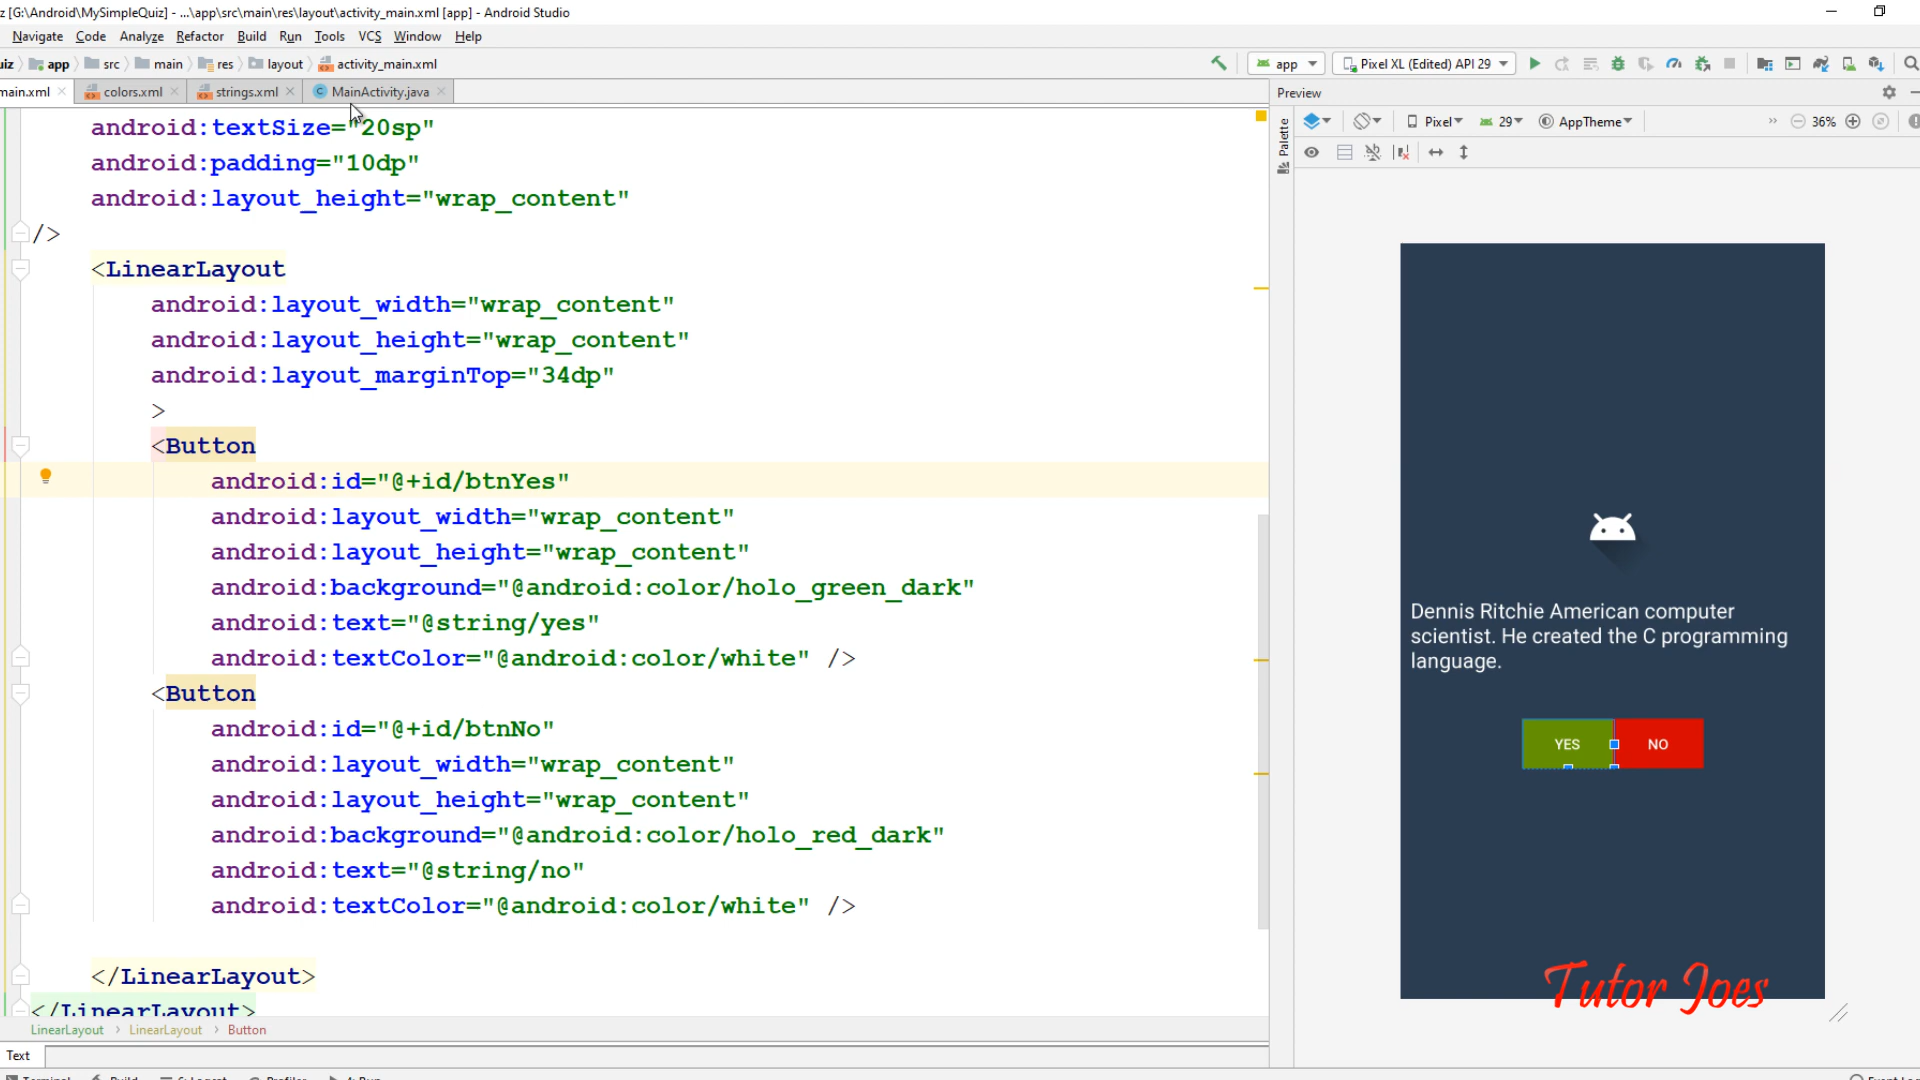 z [G:\Android\MySimpleQuiz] - ...\app\src\main\res\layout\activity_main.xml [app] - Android Studio
Navigate Code Analyze Refactor Build Run Tools VCS Window Help
uiz app src main res layout activity_main.xml app Pixel XL (Edited) API 29
main.xml colors.xml strings.xml MainActivity.java
Preview
Palette
Pixel 29 AppTheme 36%
android:textSize="20sp"
android:padding="10dp"
android:layout_height="wrap_content"
/>
<LinearLayout
android:layout_width="wrap_content"
android:layout_height="wrap_content"
android:layout_marginTop="34dp"
>
<Button
android:id="@+id/btnYes"
android:layout_width="wrap_content"
android:layout_height="wrap_content"
android:background="@android:color/holo_green_dark"
android:text="@string/yes"
android:textColor="@android:color/white" />
<Button
android:id="@+id/btnNo"
android:layout_width="wrap_content"
android:layout_height="wrap_content"
android:background="@android:color/holo_red_dark"
android:text="@string/no"
android:textColor="@android:color/white" />
</LinearLayout>
</LinearLayout>
LinearLayout LinearLayout Button
Text
Dennis Ritchie American computer
scientist. He created the C programming
language.
YES NO
Tutor Joes